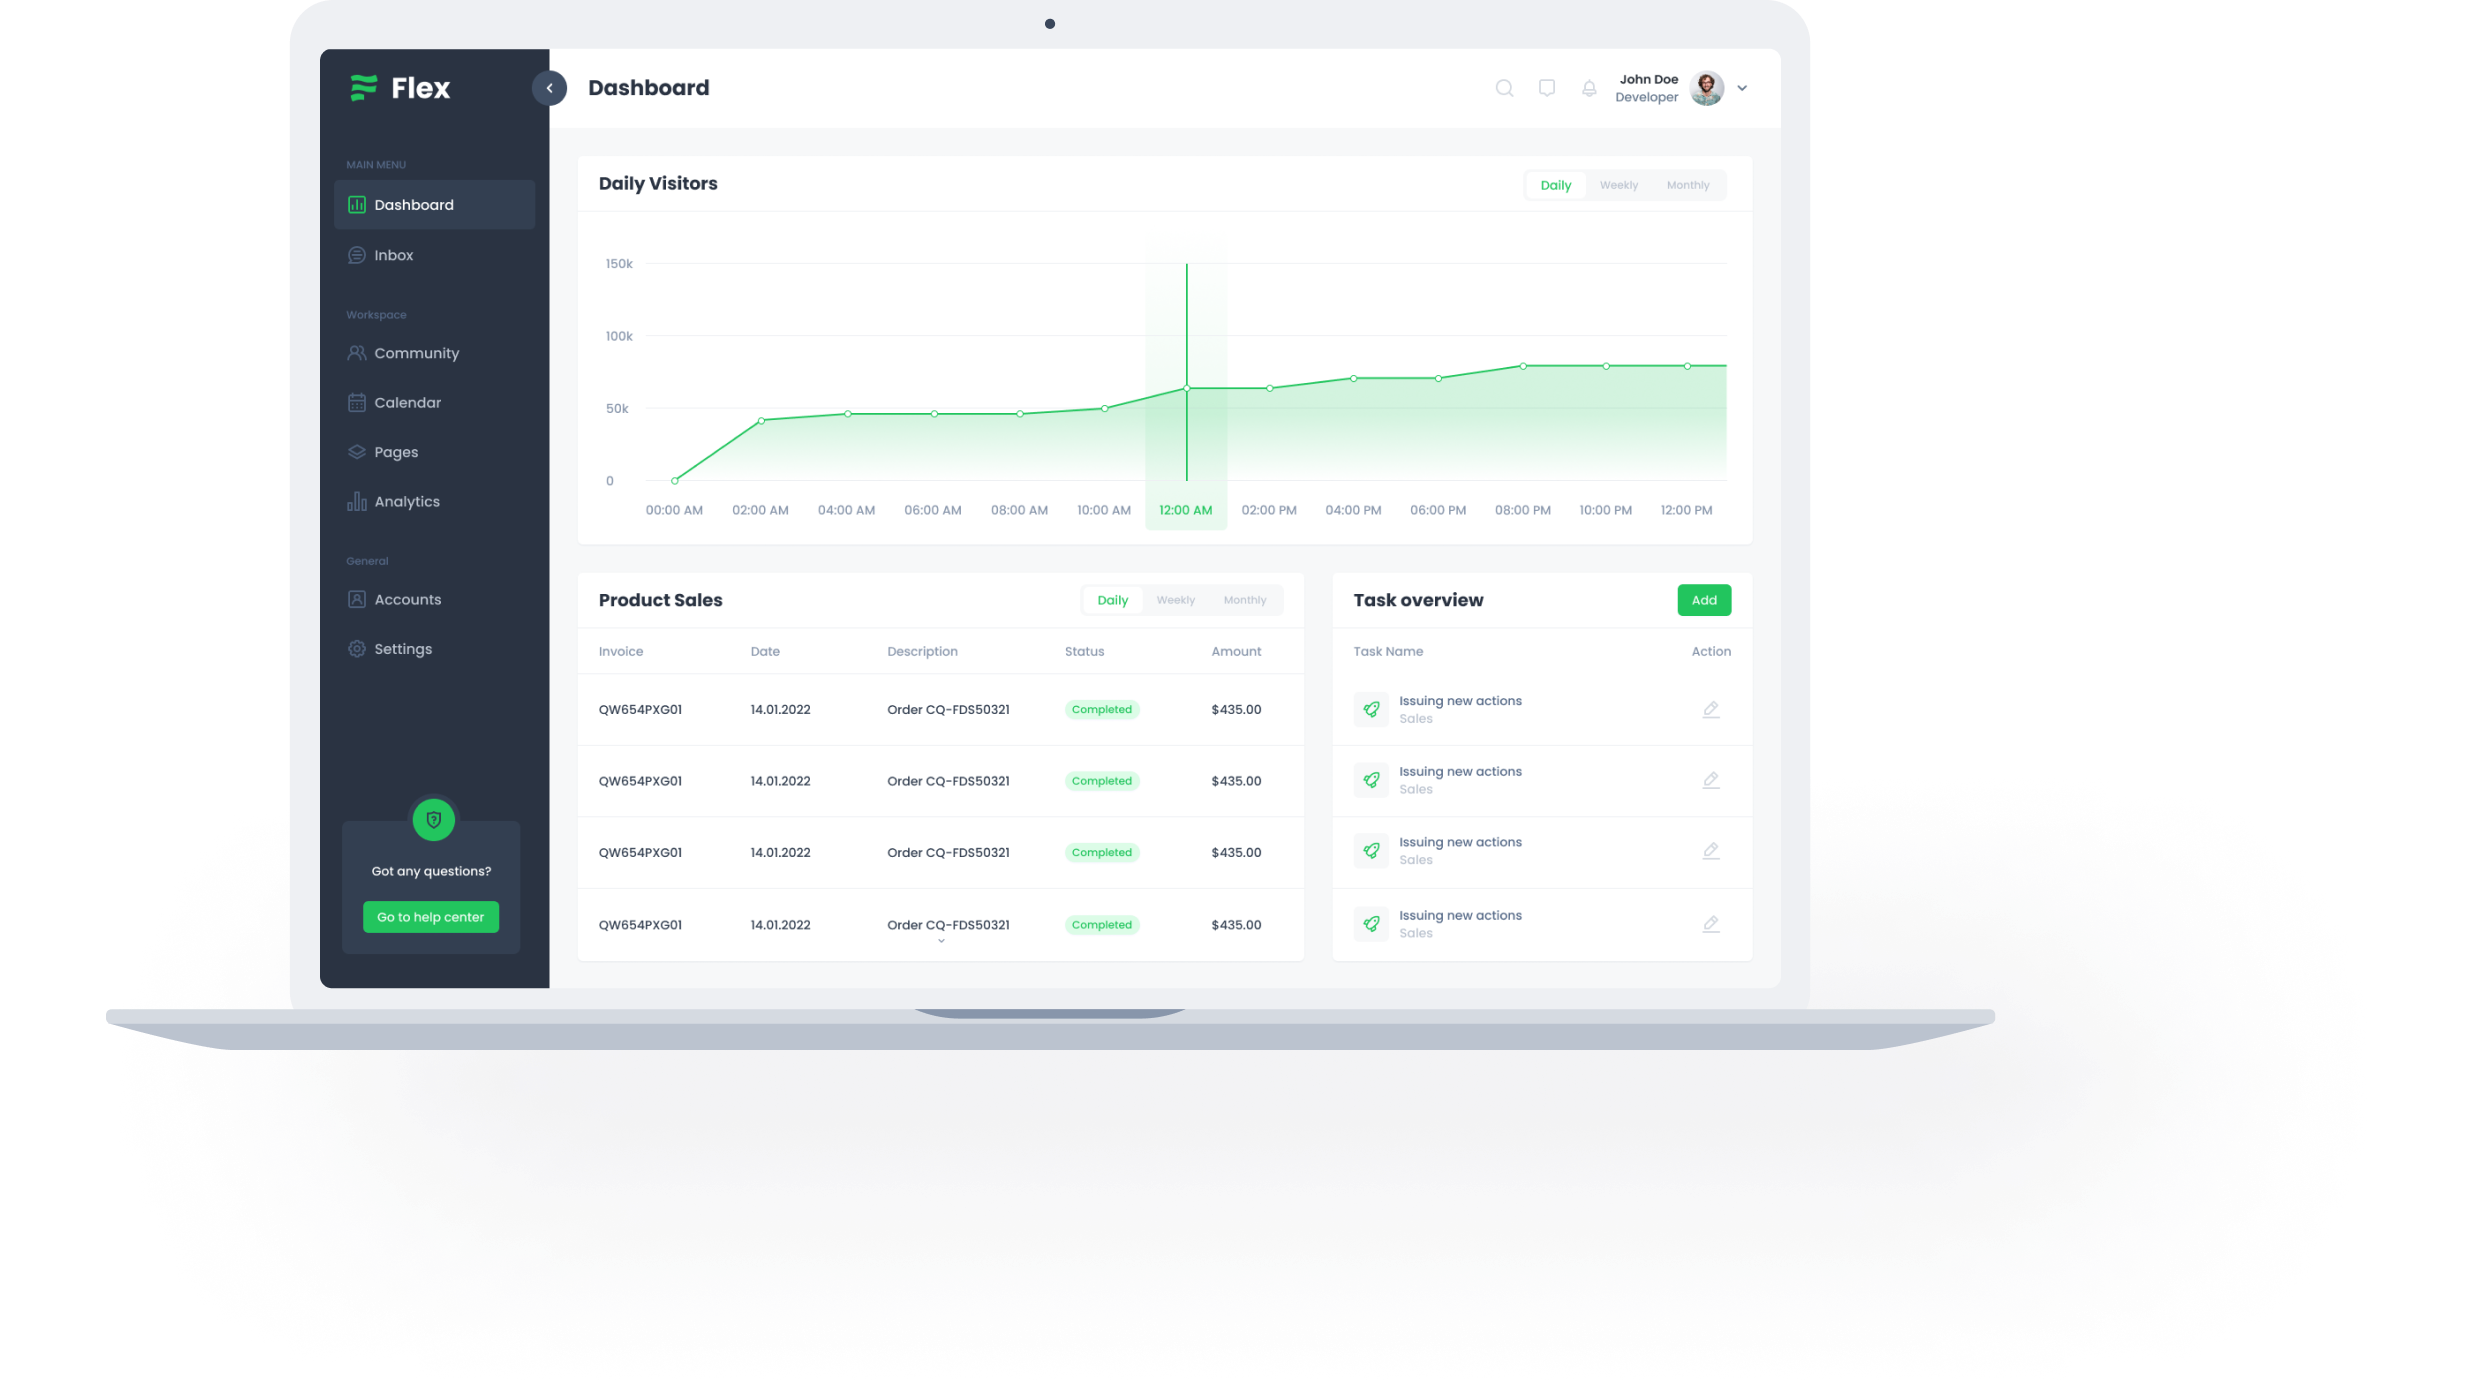 Flex
MAIN MENU
Dashboard
Inbox
Workspace
Community
Calendar
Pages
Analytics
General
Accounts
Settings
Got any questions?
Go to help center
Dashboard
John Doe
Developer
Daily Visitors
Daily Weekly Monthly
150k
100k
50k
0
00:00 AM 02:00 AM 04:00 AM 06:00 AM 08:00 AM 10:00 AM 12:00 AM 02:00 PM 04:00 PM 06:00 PM 08:00 PM 10:00 PM 12:00 PM
Product Sales
Daily Weekly Monthly
Invoice Date Description Status Amount
QW654PXG01 14.01.2022 Order CQ-FDS50321 Completed $435.00
QW654PXG01 14.01.2022 Order CQ-FDS50321 Completed $435.00
QW654PXG01 14.01.2022 Order CQ-FDS50321 Completed $435.00
QW654PXG01 14.01.2022 Order CQ-FDS50321 Completed $435.00
Task overview
Add
Task Name Action
Issuing new actions
Sales
Issuing new actions
Sales
Issuing new actions
Sales
Issuing new actions
Sales